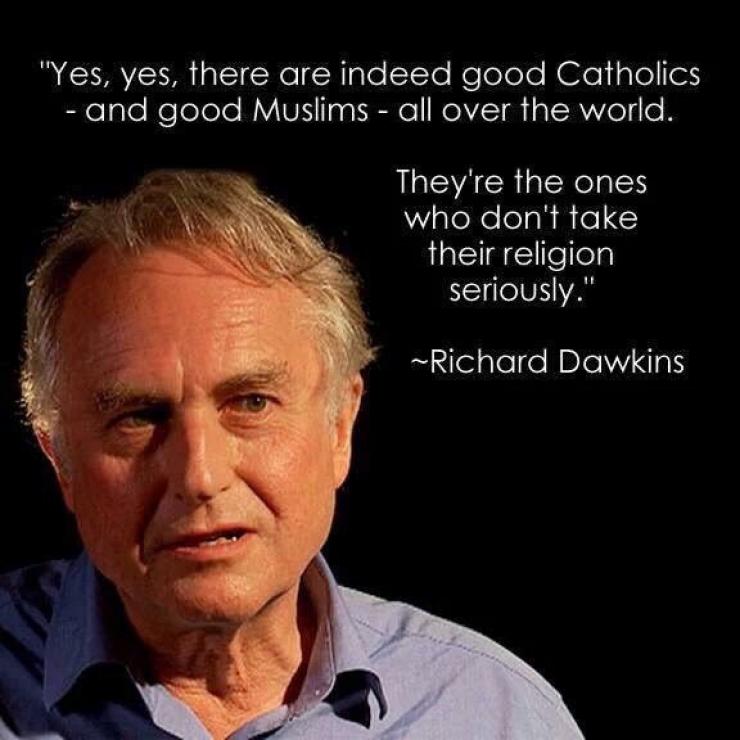 "Yes, yes, there are indeed good Catholics
- and good Muslims - all over the world.
They're the ones
who don't take
their religion
seriously."
~Richard Dawkins